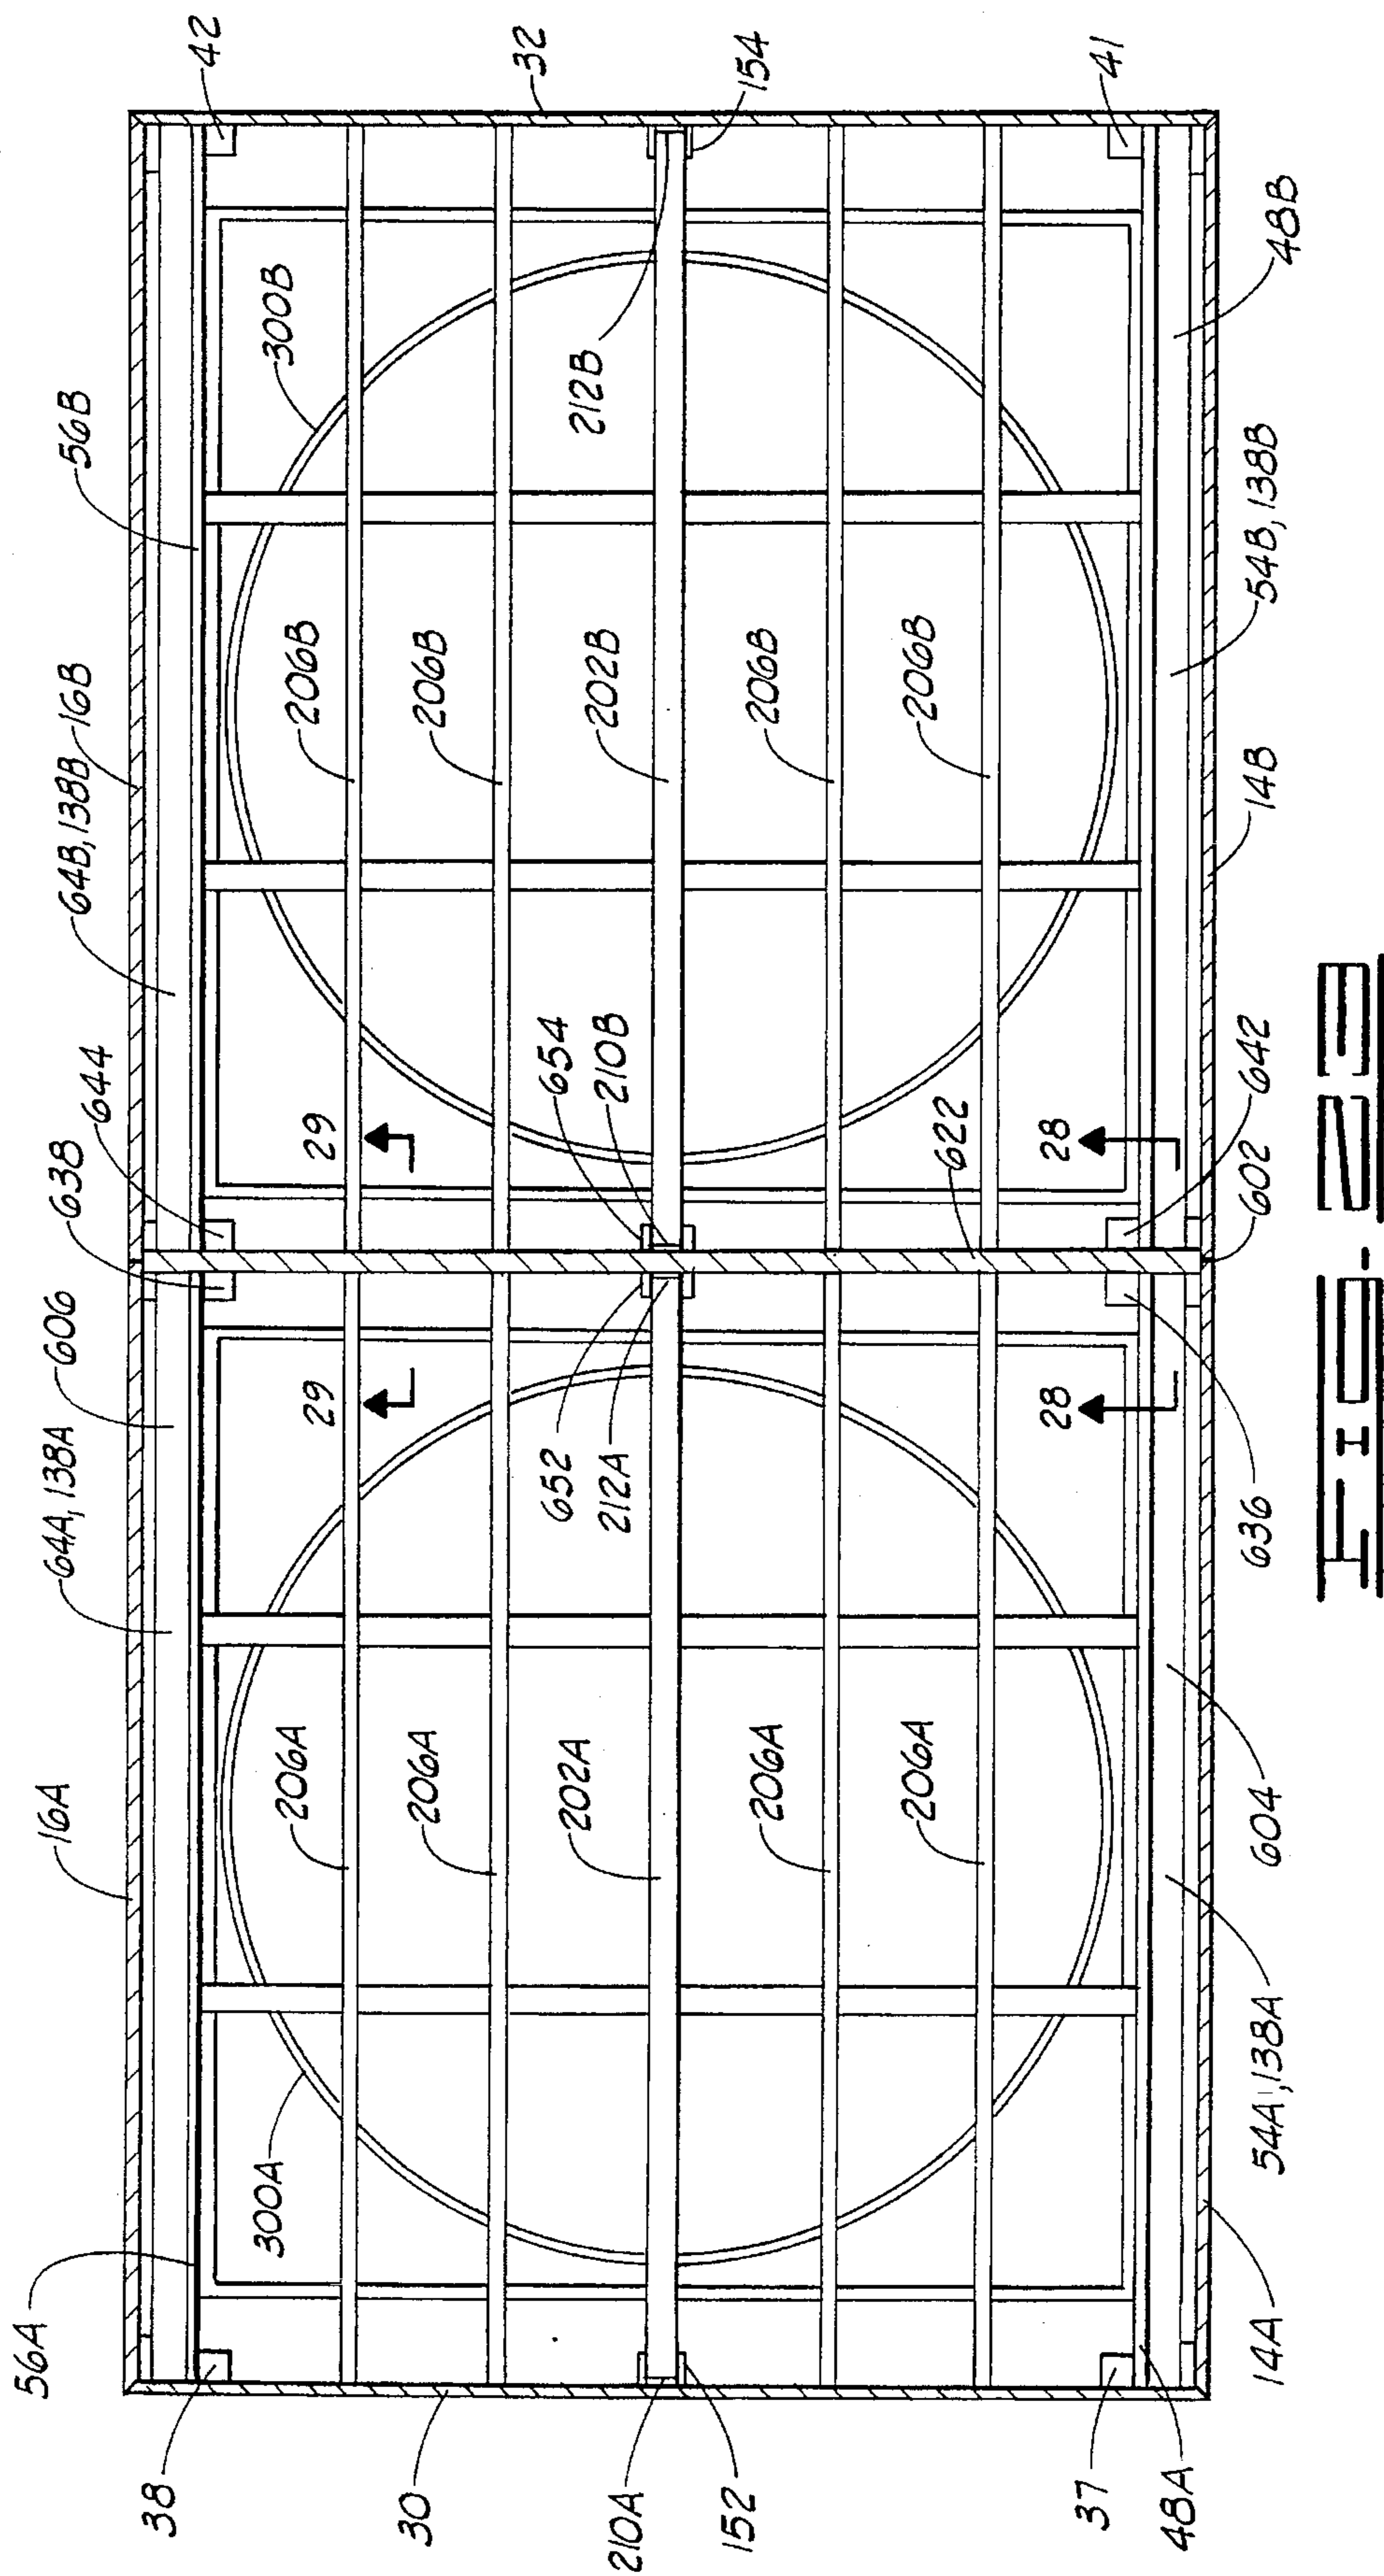 56A
16A
64A, 138A
606
638
644
64B, 138B
16B
56B
42
38
300A
206A
29
29
206B
300B
30
206A
206B
32
210A
152
202A
652
212A
654
210B
202B
212B
154
206A
206B
37
48A
206A
28
622
28
206B
41
14A
54A, 138A
604
636
602
642
14B
54B, 138B
48B
FIG. 23